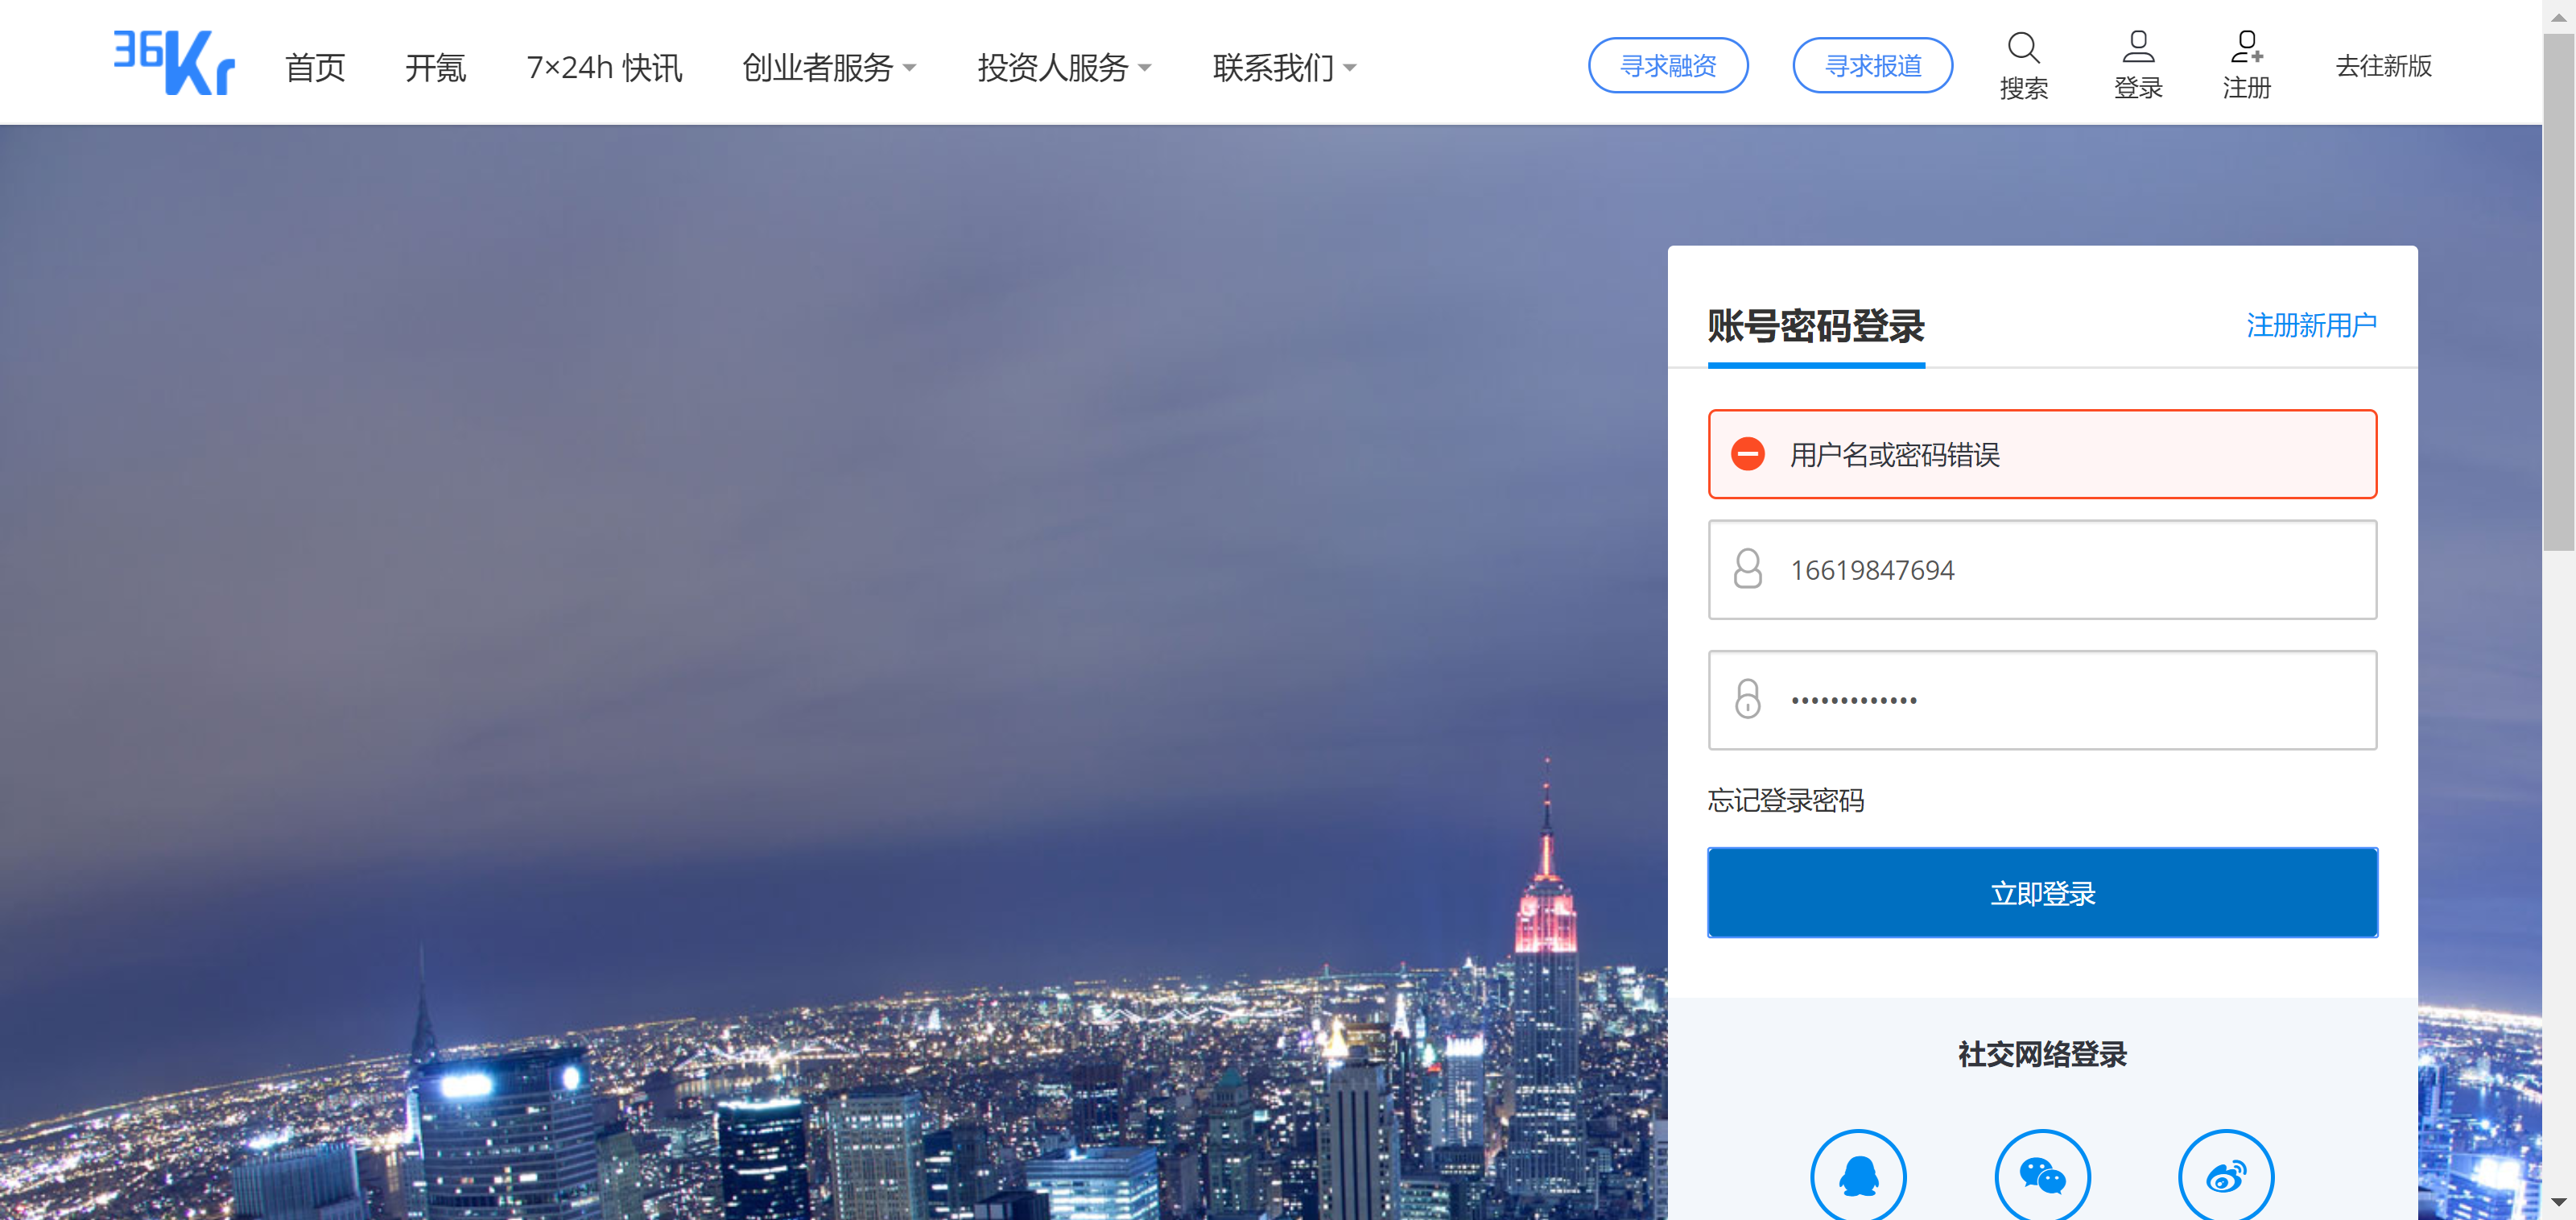 36Kr 首页 开氪 7×24h 快讯 创业者服务 投资人服务 联系我们 寻求融资 寻求报道 搜索 登录 注册 去往新版
账号密码登录 注册新用户
用户名或密码错误
16619847694
•••••••••••••
忘记登录密码
立即登录
社交网络登录